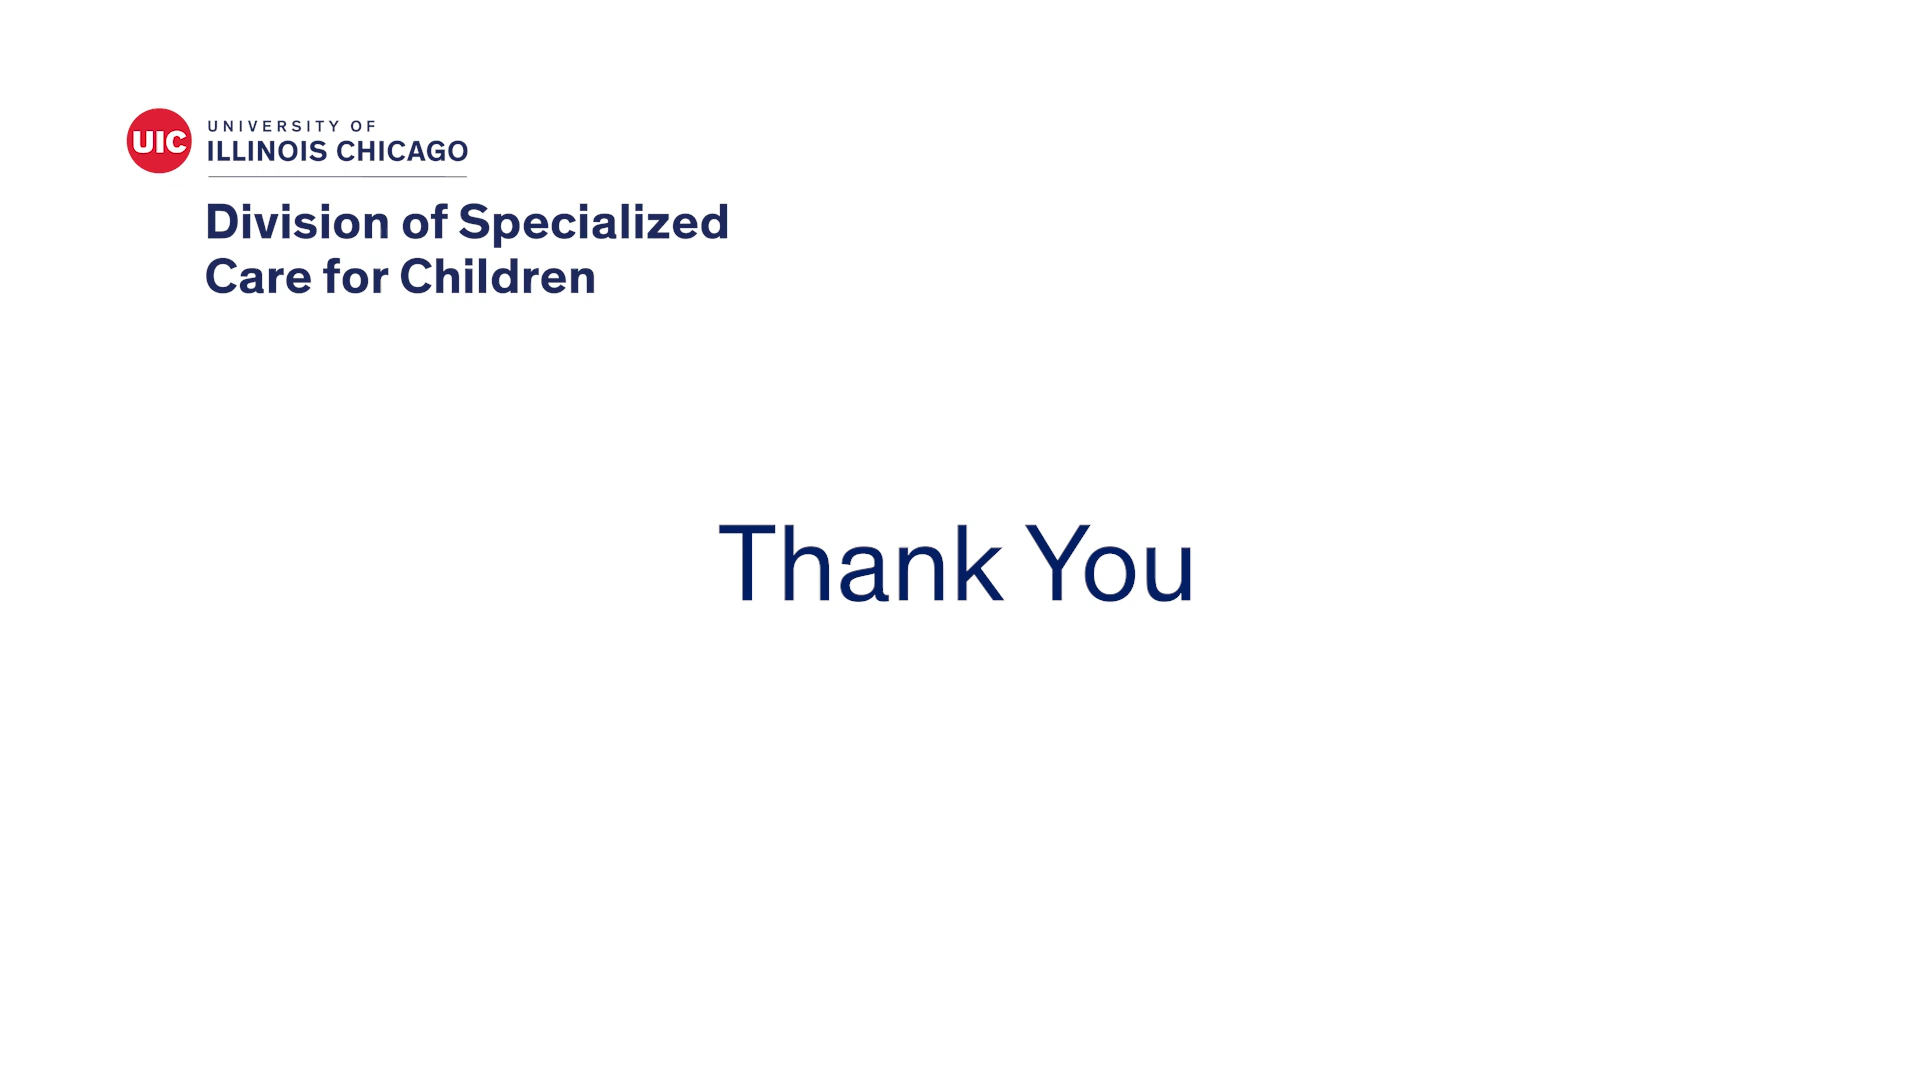 UIC
UNIVERSITY OF
ILLINOIS CHICAGO
Division of Specialized
Care for Children
Thank You